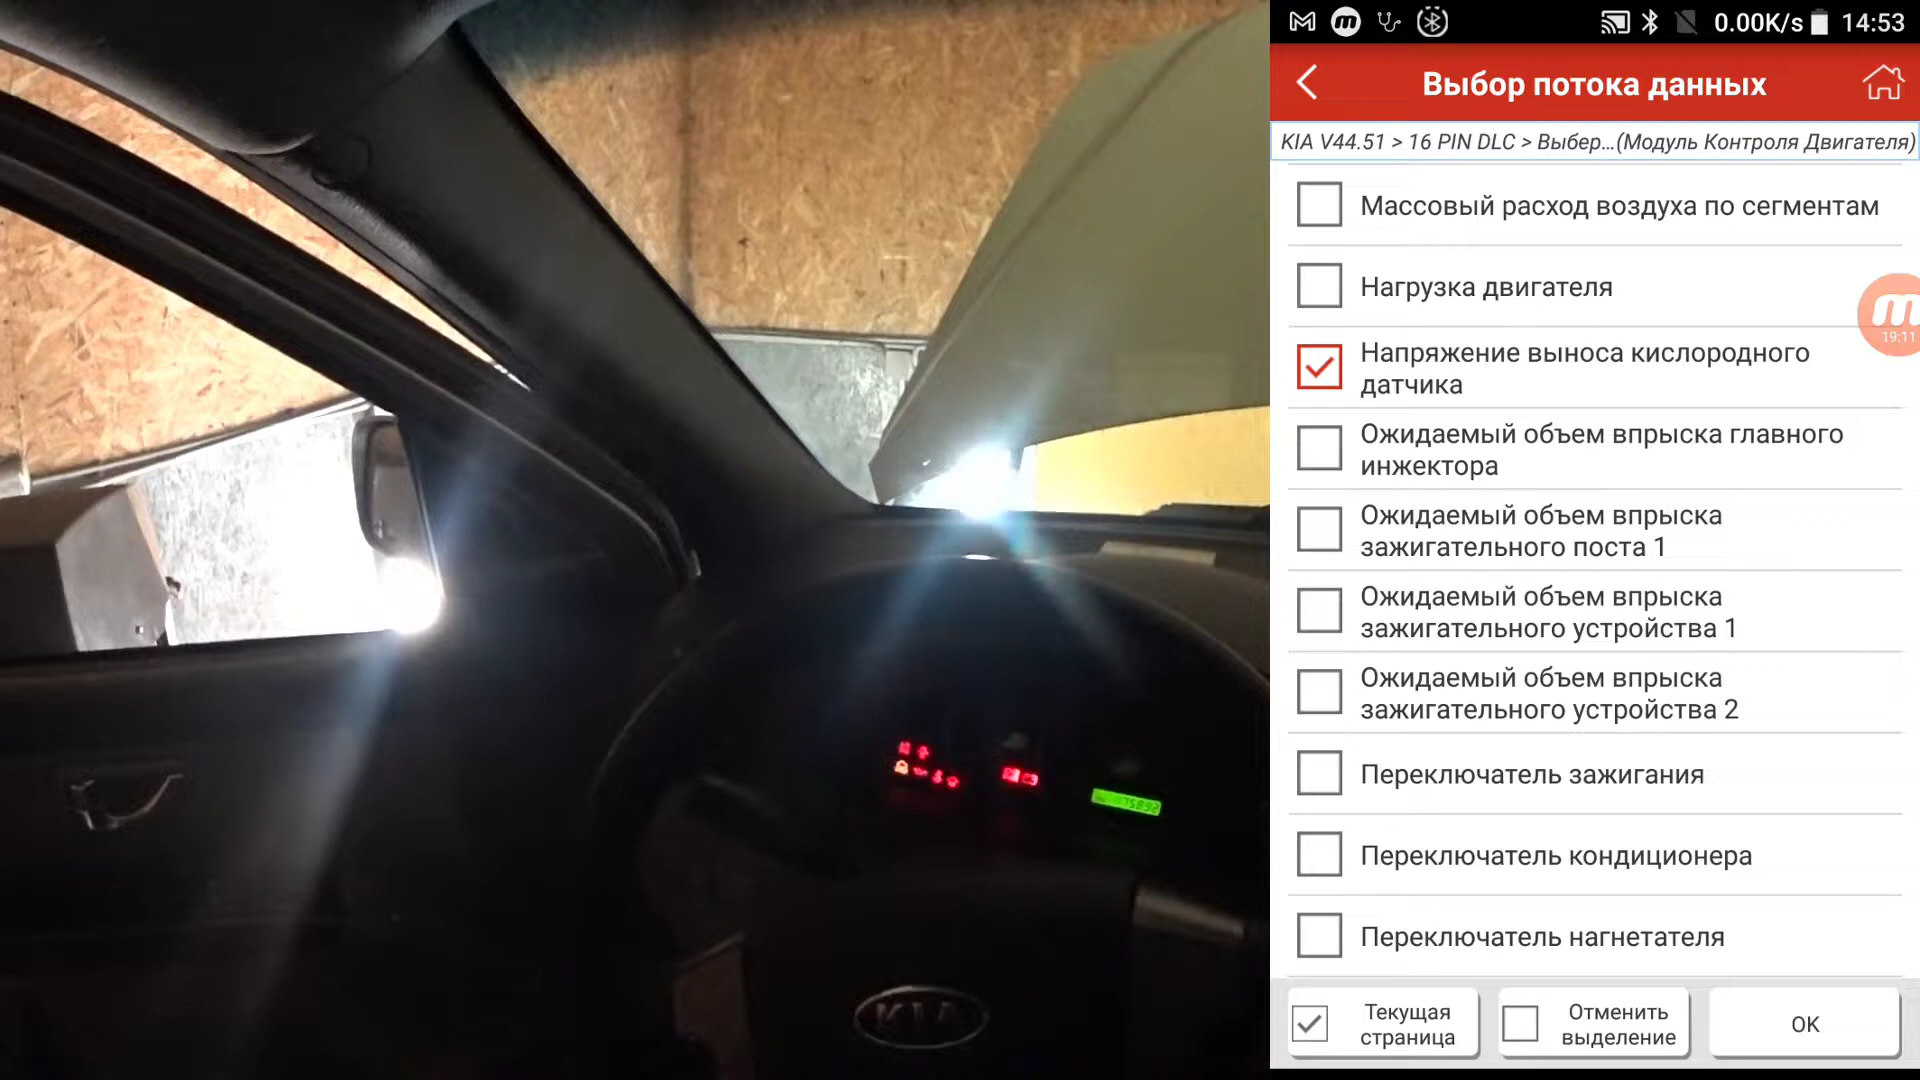 0.00K/s 14:53
Выбор потока данных
KIA V44.51 > 16 PIN DLC > Выбер...(Модуль Контроля Двигателя)
Массовый расход воздуха по сегментам
Нагрузка двигателя
19:11
Напряжение выноса кислородного
датчика
Ожидаемый объем впрыска главного
инжектора
Ожидаемый объем впрыска
зажигательного поста 1
Ожидаемый объем впрыска
зажигательного устройства 1
Ожидаемый объем впрыска
зажигательного устройства 2
Переключатель зажигания
Переключатель кондиционера
Переключатель нагнетателя
Текущая
страница
Отменить
выделение
OK
KIA